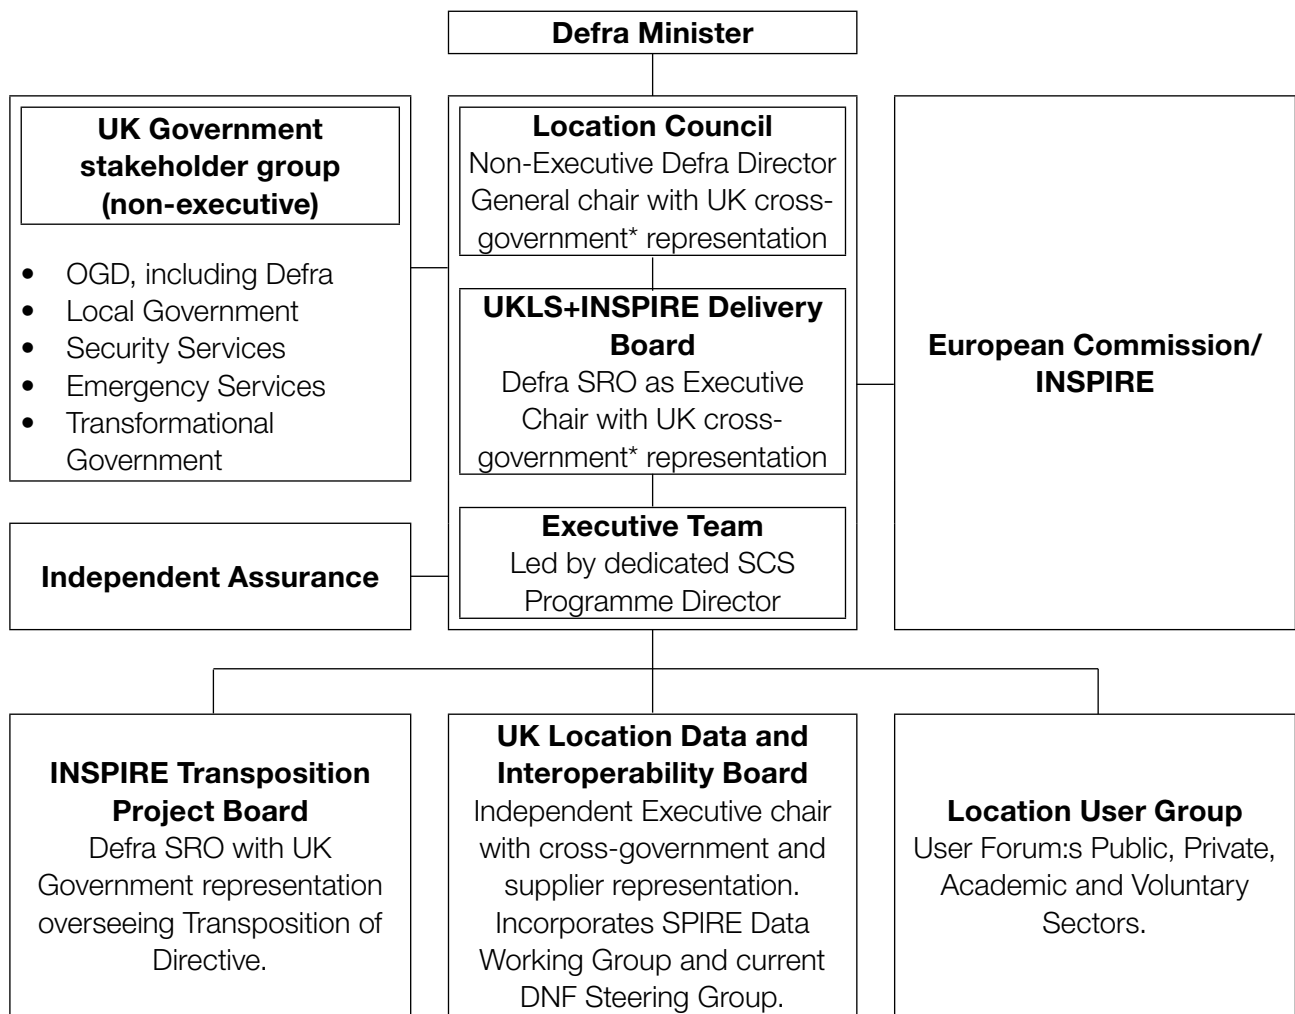 Defra Minister
UK Government
stakeholder group
(non-executive)
• OGD, including Defra
• Local Government
• Security Services
• Emergency Services
• Transformational
Government
Location Council
Non-Executive Defra Director
General chair with UK cross-
government* representation
UKLS+INSPIRE Delivery
Board
Defra SRO as Executive
Chair with UK cross-
government* representation
Executive Team
Led by dedicated SCS
Programme Director
European Commission/
INSPIRE
Independent Assurance
INSPIRE Transposition
Project Board
Defra SRO with UK
Government representation
overseeing Transposition of
Directive.
UK Location Data and
Interoperability Board
Independent Executive chair
with cross-government and
supplier representation.
Incorporates SPIRE Data
Working Group and current
DNF Steering Group.
Location User Group
User Forum:s Public, Private,
Academic and Voluntary
Sectors.